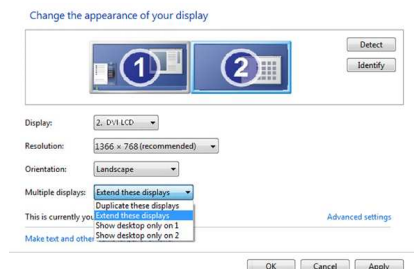 Change the appearance of your display
1 2
Detect
Identify
Display: 2. DVI-LCD
Resolution: 1366 × 768 (recommended)
Orientation: Landscape
Multiple displays: Extend these displays
Duplicate these displays
This is currently you Extend these displays Advanced settings
Show desktop only on 1
Make text and other Show desktop only on 2
OK Cancel Apply